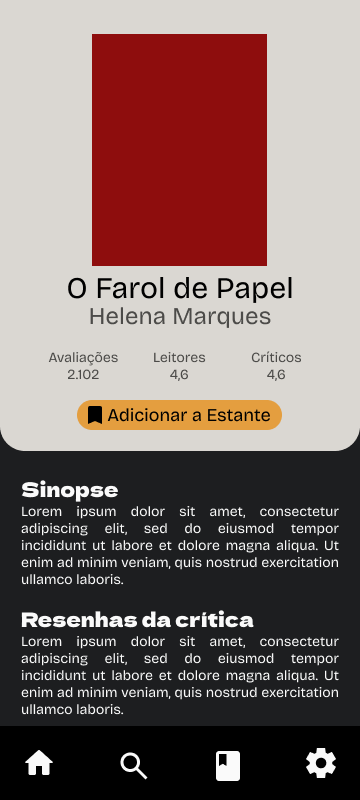 O Farol de Papel
Helena Marques
Avaliações Leitores Críticos
2.102 4,6 4,6
Adicionar a Estante
Sinopse
Lorem ipsum dolor sit amet, consectetur
adipiscing elit, sed do eiusmod tempor
incididunt ut labore et dolore magna aliqua. Ut
enim ad minim veniam, quis nostrud exercitation
ullamco laboris.
Resenhas da crítica
Lorem ipsum dolor sit amet, consectetur
adipiscing elit, sed do eiusmod tempor
incididunt ut labore et dolore magna aliqua. Ut
enim ad minim veniam, quis nostrud exercitation
ullamco laboris.